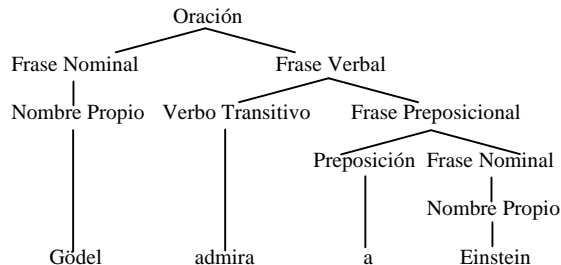 Oración
Frase Nominal Frase Verbal
Nombre Propio Verbo Transitivo Frase Preposicional
Preposición Frase Nominal
Nombre Propio
Gödel admira a Einstein